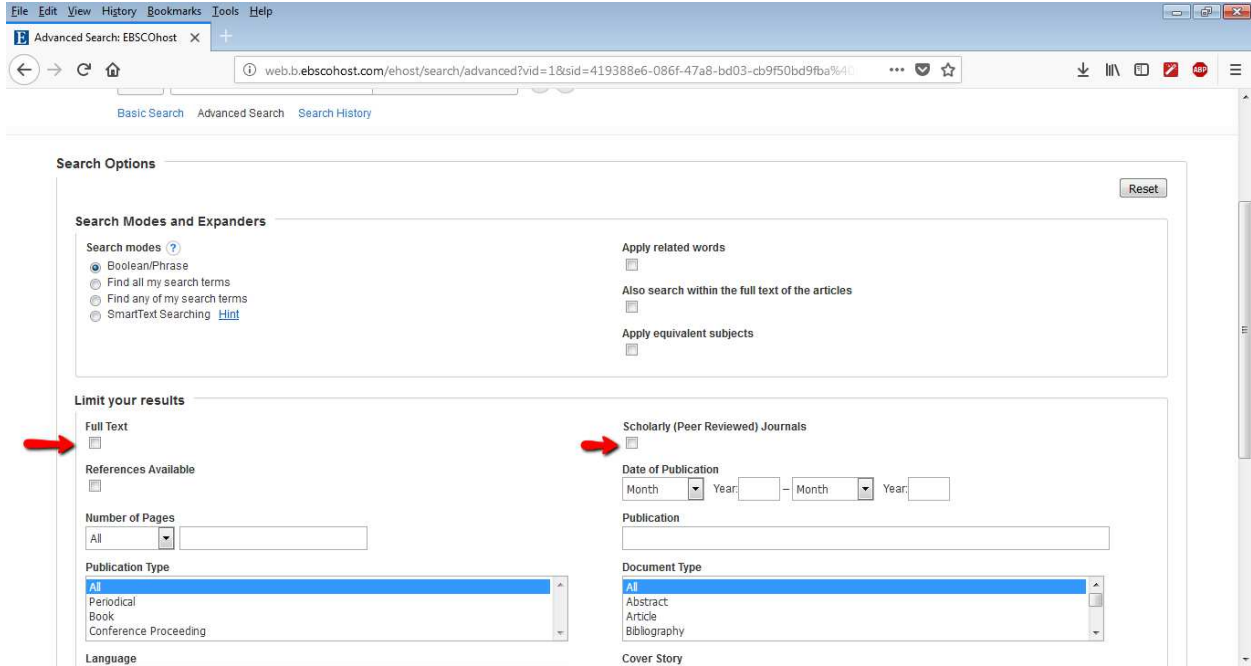 File Edit View History Bookmarks Tools Help
E Advanced Search: EBSCOhost
web.b.ebscohost.com/ehost/search/advanced?vid=1&sid=419388e6-086f-47a8-bd03-cb9f50bd9fba%40
ABP
Basic Search Advanced Search Search History
Search Options
Reset
Search Modes and Expanders
Search modes ?
Boolean/Phrase
Find all my search terms
Find any of my search terms
SmartText Searching Hint
Apply related words
Also search within the full text of the articles
Apply equivalent subjects
Limit your results
Full Text
Scholarly (Peer Reviewed) Journals
References Available
Date of Publication
Month Year: – Month Year:
Number of Pages
All
Publication
Publication Type
All
Periodical
Book
Conference Proceeding
Document Type
All
Abstract
Article
Bibliography
Language
Cover Story